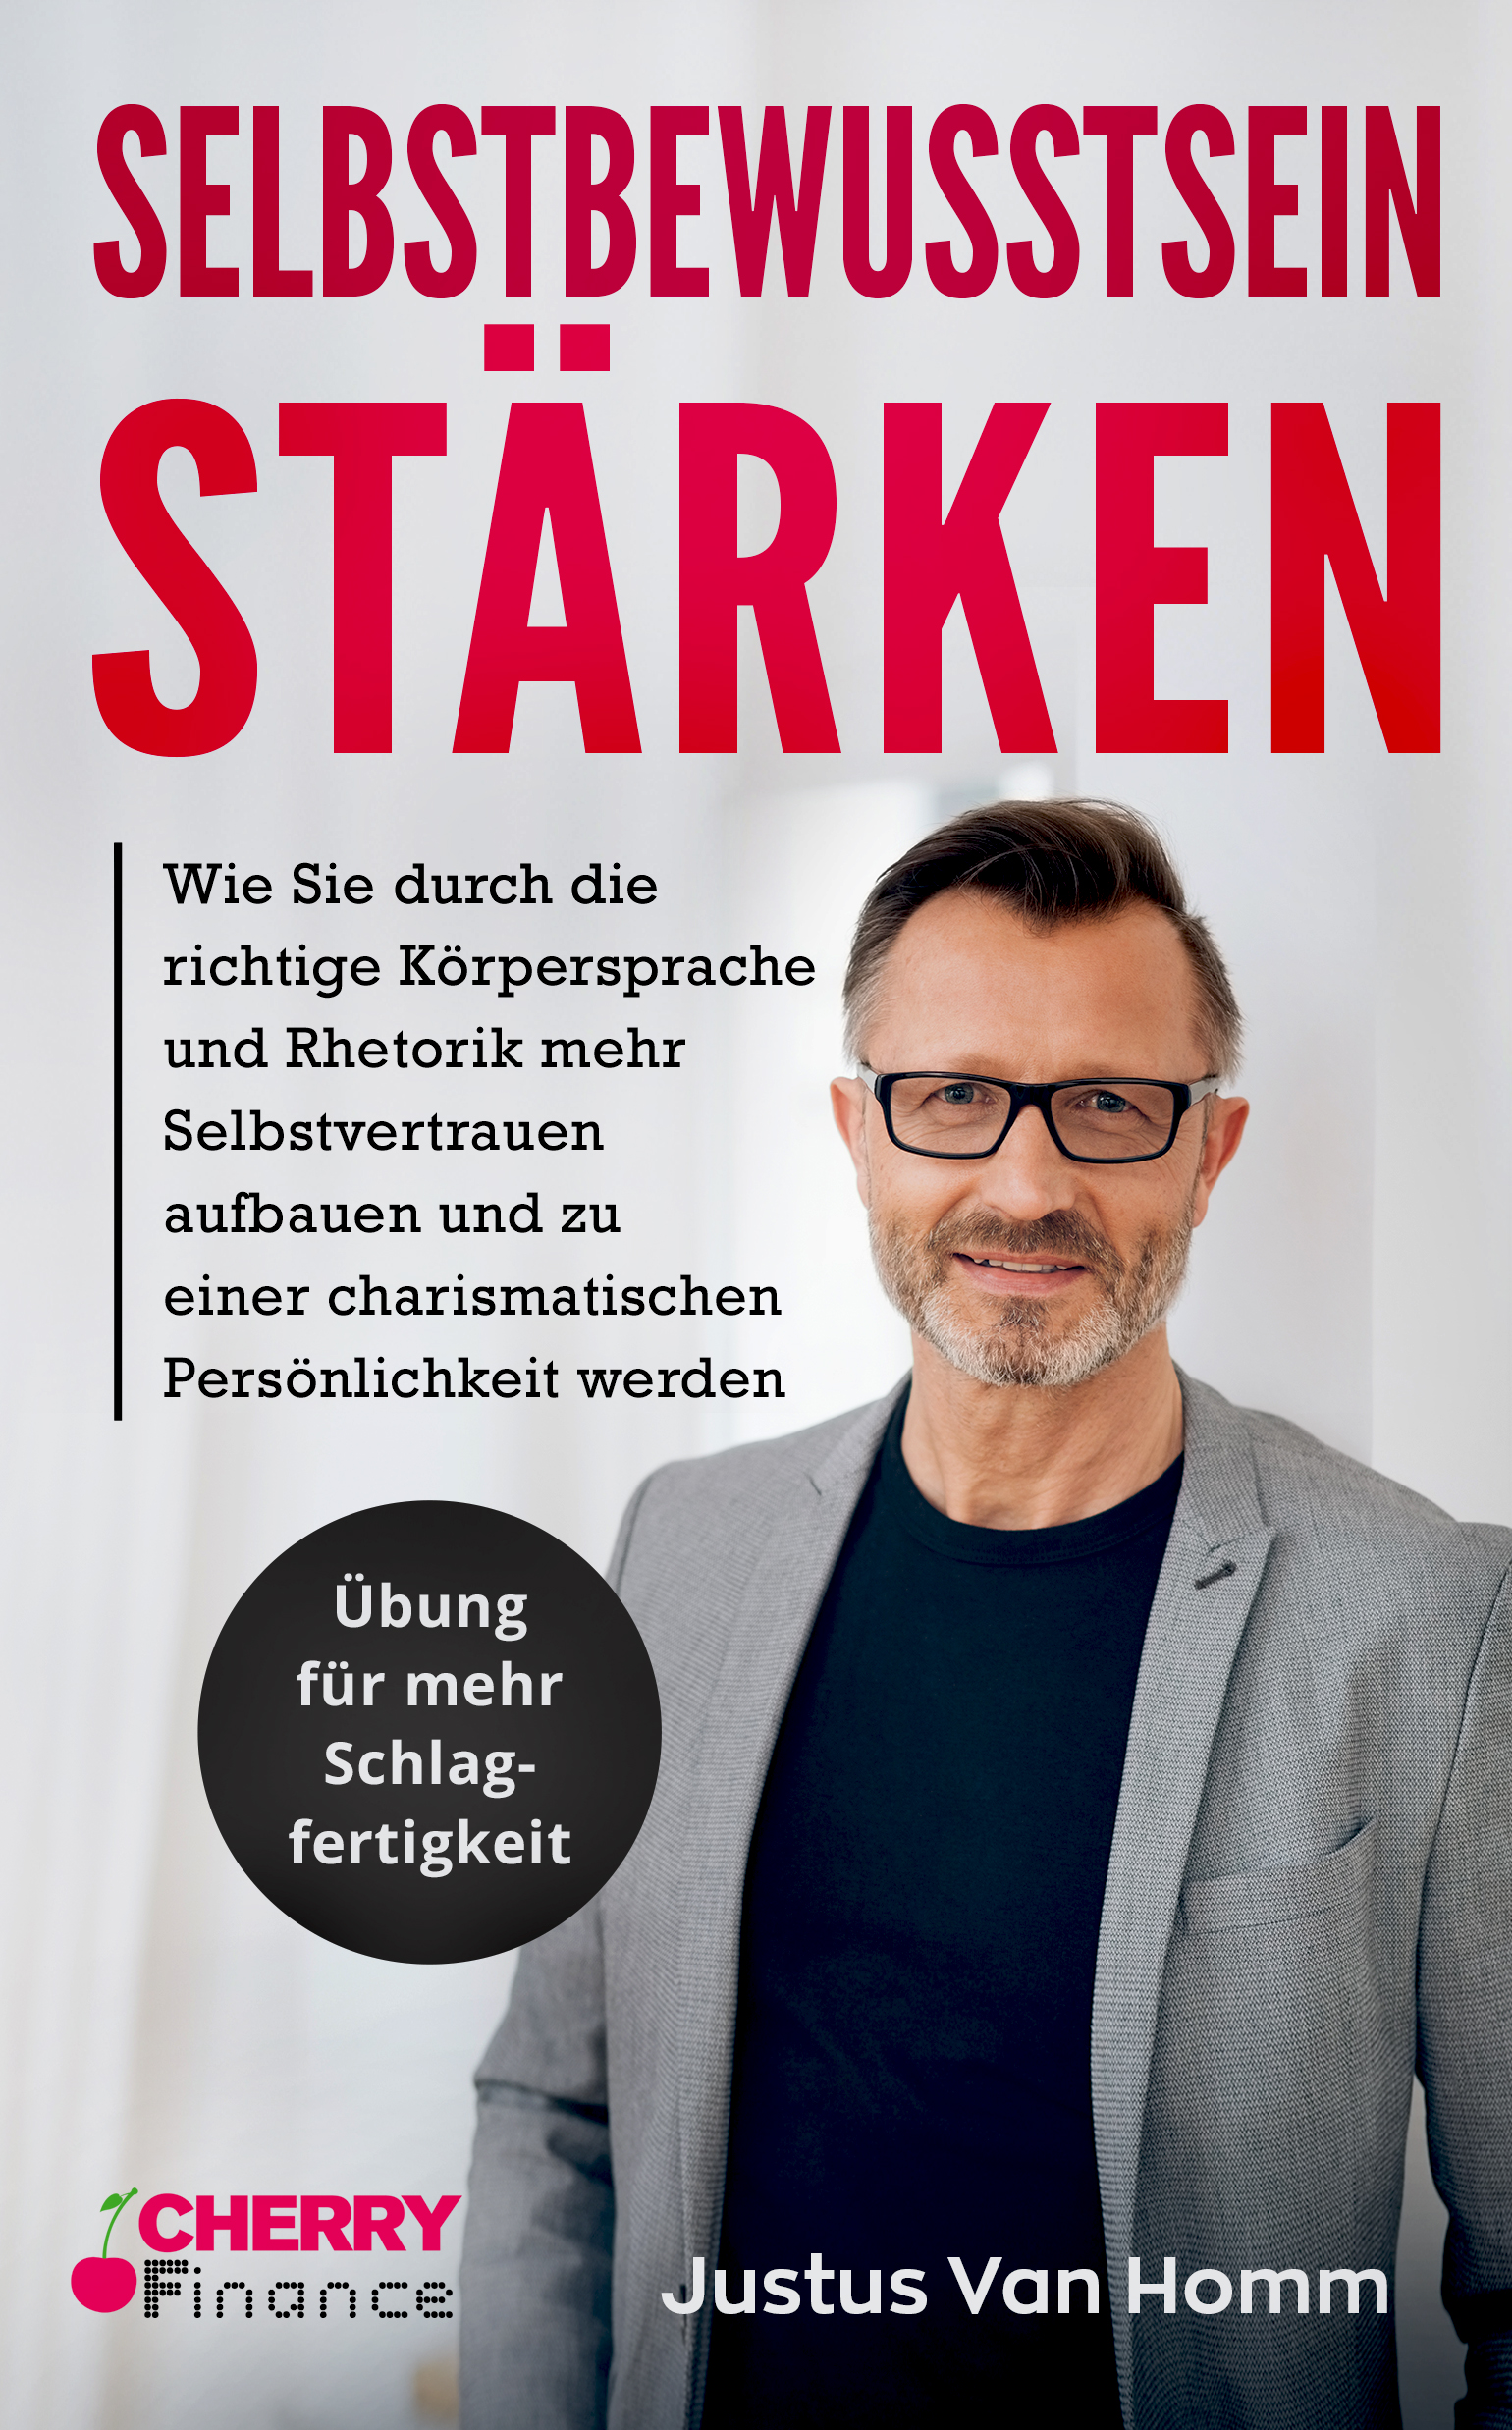 SELBSTBEWUSSTSEIN
STÄRKEN
Wie Sie durch die
richtige Körpersprache
und Rhetorik mehr
Selbstvertrauen
aufbauen und zu
einer charismatischen
Persönlichkeit werden
Übung
für mehr
Schlag-
fertigkeit
CHERRY
Finance
Justus Van Homm